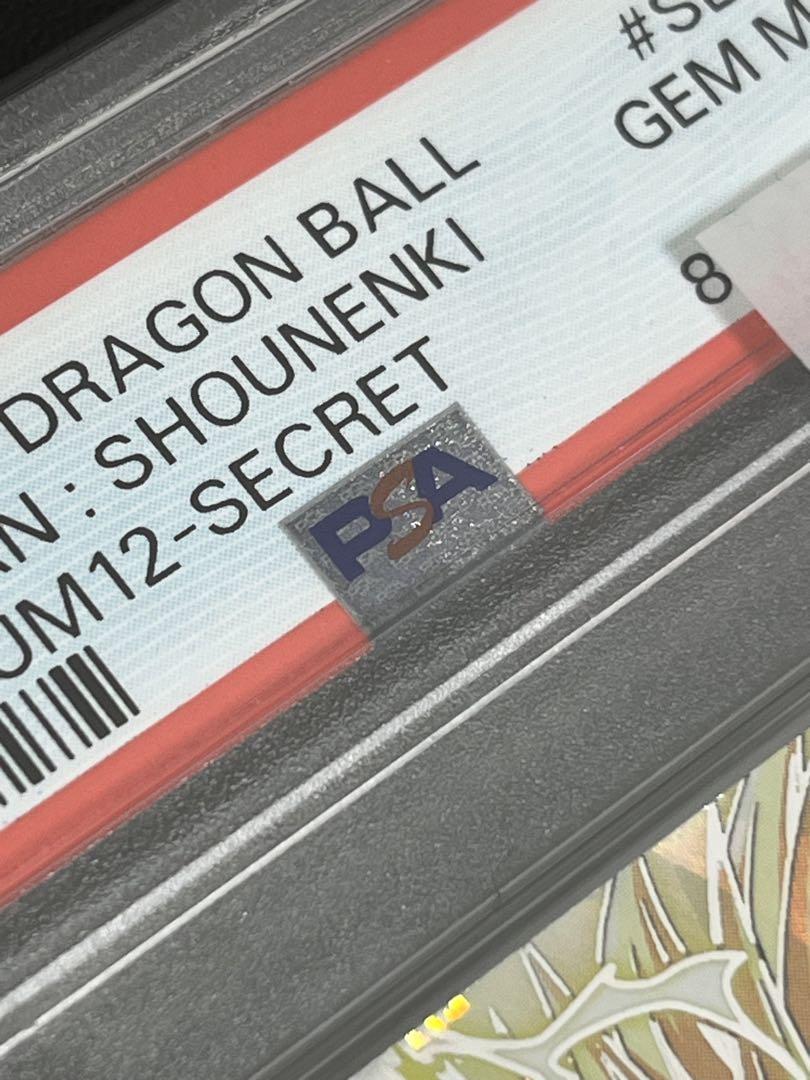 DRAGON BALL
: SHOUNENKI
UM12-SECRET
GEM
8
PSA